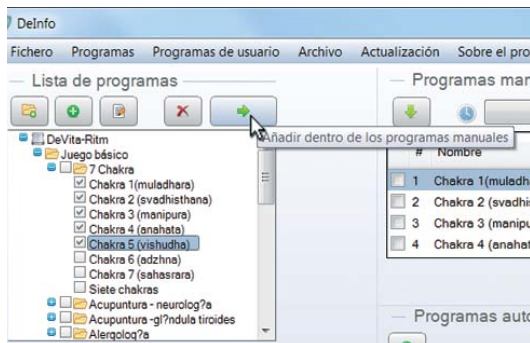 DeInfo
Fichero Programas Programas de usuario Archivo Actualización Sobre el pro
Lista de programas
Programas man
Añadir dentro de los programas manuales
DeVita-Ritm
Juego básico
7 Chakra
Chakra 1(muladhara)
Chakra 2 (svadhisthana)
Chakra 3 (manipura)
Chakra 4 (anahata)
Chakra 5 (vishudha)
Chakra 6 (adzhna)
Chakra 7 (sahasrara)
Siete chakras
Acupuntura - neurolog?a
Acupuntura -gl?ndula tiroides
Alergolog?a
# Nombre
1 Chakra 1(muladha
2 Chakra 2 (svadhis
3 Chakra 3 (manipu
4 Chakra 4 (anahat
Programas auto